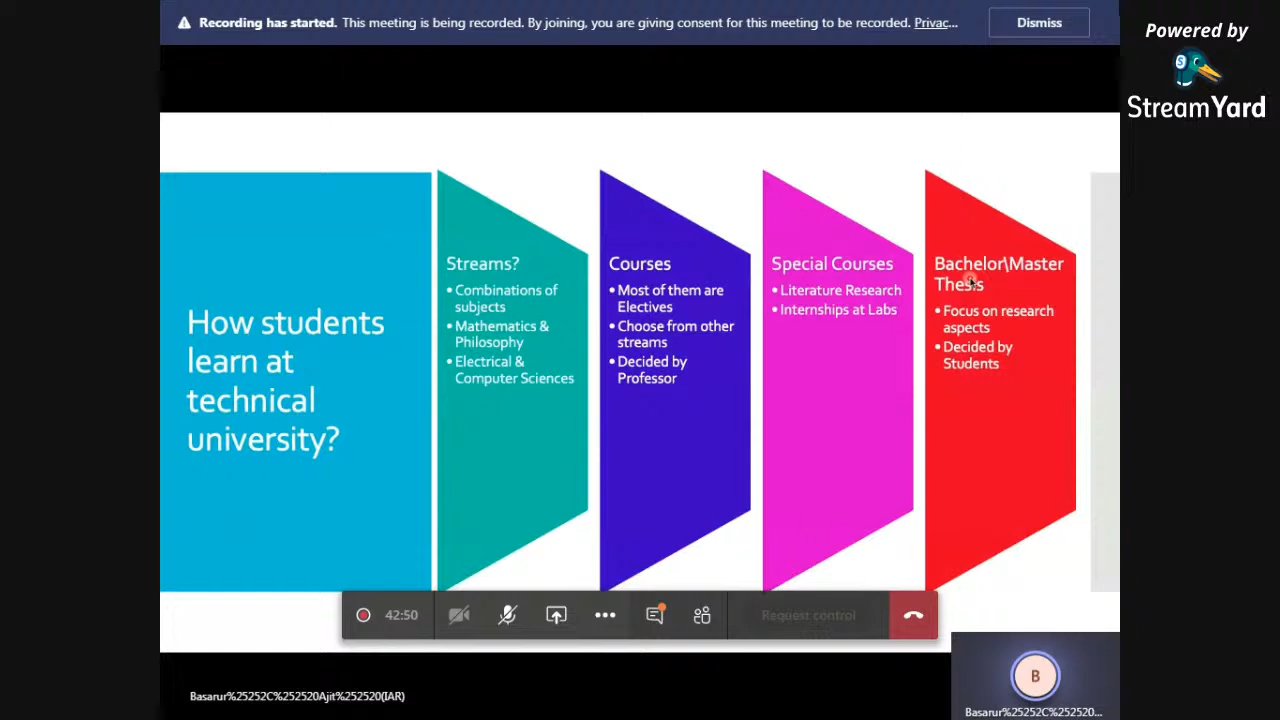 Recording has started. This meeting is being recorded. By joining, you are giving consent for this meeting to be recorded. Privac...
Dismiss
Powered by
S
StreamYard
How students
learn at
technical
university?
Streams?
• Combinations of
subjects
• Mathematics &
Philosophy
• Electrical &
Computer Sciences
Courses
• Most of them are
Electives
• Choose from other
streams
• Decided by
Professor
Special Courses
• Literature Research
• Internships at Labs
Bachelor\Master
Thesis
• Focus on research
aspects
• Decided by
Students
42:50
Request control
B
Basarur%25252C%252520Ajit%252520(IAR)
Basarur%25252C%252520...